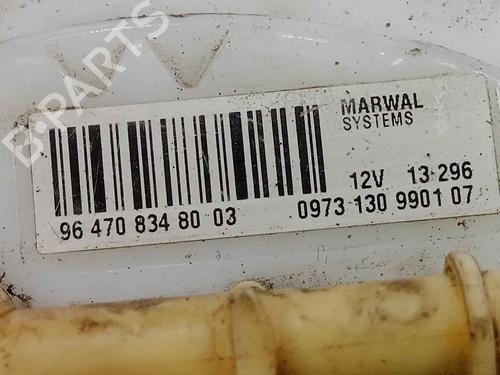 B-PARTS
MARWAL
SYSTEMS
12V 13 296
96 470 834 80 03
0973 130 9901 07